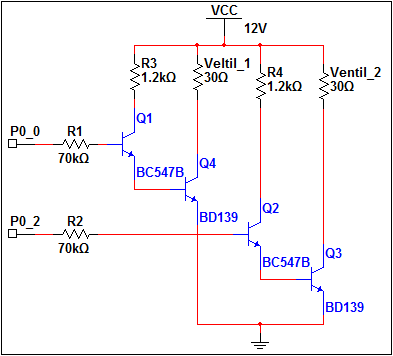 VCC
12V
R3
1.2kΩ
Veltil_1
30Ω
R4
1.2kΩ
Ventil_2
30Ω
P0_0
R1
70kΩ
Q1
BC547B
Q4
BD139
P0_2
R2
70kΩ
Q2
BC547B
Q3
BD139